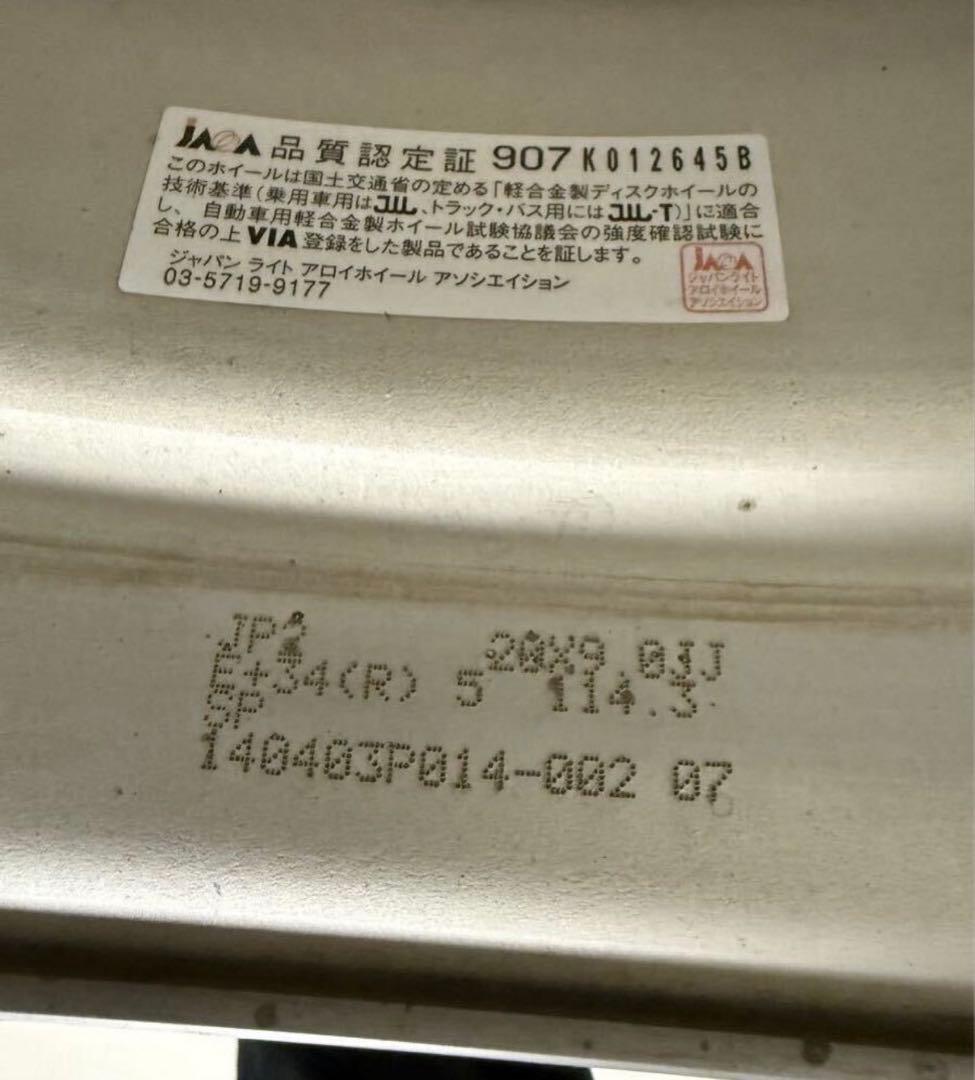 JAWA 品質認定証 907 K012645B
このホイールは国土交通省の定める「軽合金製ディスクホイールの
技術基準(乗用車用はJWL、トラック・バス用にはJWL-T)」に適合
し、自動車用軽合金製ホイール試験協議会の強度確認試験に
合格の上VIA登録をした製品であることを証します。
ジャパン ライト アロイホイール アソシエイション
03-5719-9177
JAWA
ジャパンライト
アロイホイール
アソシエイション
20X9.0JJ
E+34(R) 5 114.3
SP
140403P014-002 07